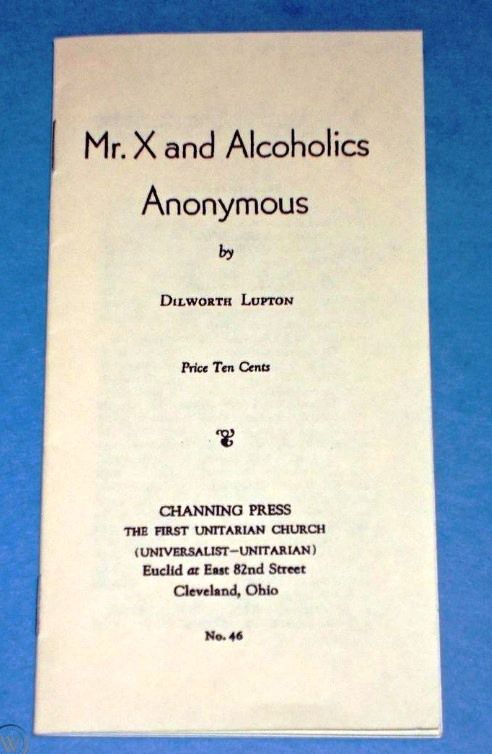 Mr. X and Alcoholics
Anonymous
by
DILWORTH LUPTON
Price Ten Cents
CHANNING PRESS
THE FIRST UNITARIAN CHURCH
(UNIVERSALIST—UNITARIAN)
Euclid at East 82nd Street
Cleveland, Ohio
No. 46
W